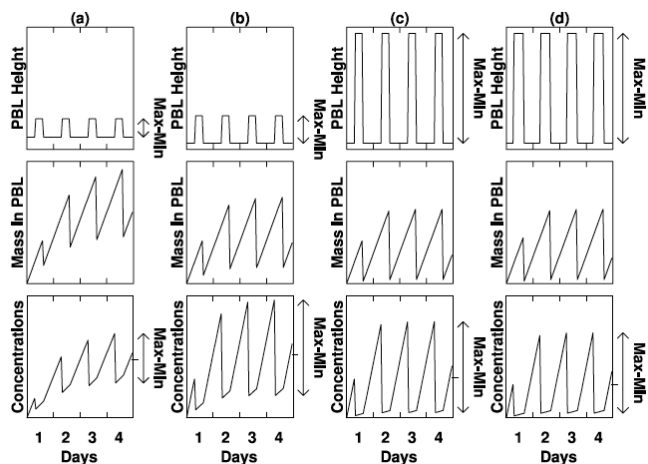 (a) (b) (c) (d)
PBL Height
Max-Min
PBL Height
Max-Min
PBL Height
Max-Min
PBL Height
Max-Min
Mass In PBL
Mass In PBL
Mass In PBL
Mass In PBL
Concentrations
Max-Min
Concentrations
Max-Min
Concentrations
Max-Min
Concentrations
Max-Min
1 2 3 4
1 2 3 4
1 2 3 4
1 2 3 4
Days
Days
Days
Days